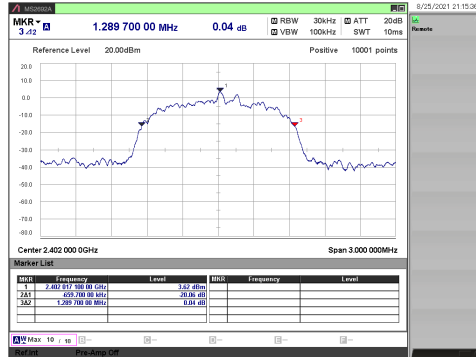 MS2692A
8/25/2021 21:15:36
MKR
3 Δ2
A
1.289 700 00 MHz
0.04 dB
RBW 30kHz
ATT 20dB
VBW 100kHz
SWT 10ms
Remote
Reference Level 20.00dBm
Positive 10001 points
20.0
10.0
0.0
-10.0
-20.0
-30.0
-40.0
-50.0
-60.0
-70.0
-80.0
1
3
Center 2.402 000 0GHz
Span 3.000 000MHz
Marker List
MKR Frequency Level MKR Frequency Level
1 2.402 017 100 00 GHz 3.62 dBm
2Δ1 -659.700 00 kHz -20.06 dB
3Δ2 1.289 700 00 MHz 0.04 dB
A W Max 10 / 10 B-- C-- D-- E-- F--
Ref.Int Pre-Amp Off